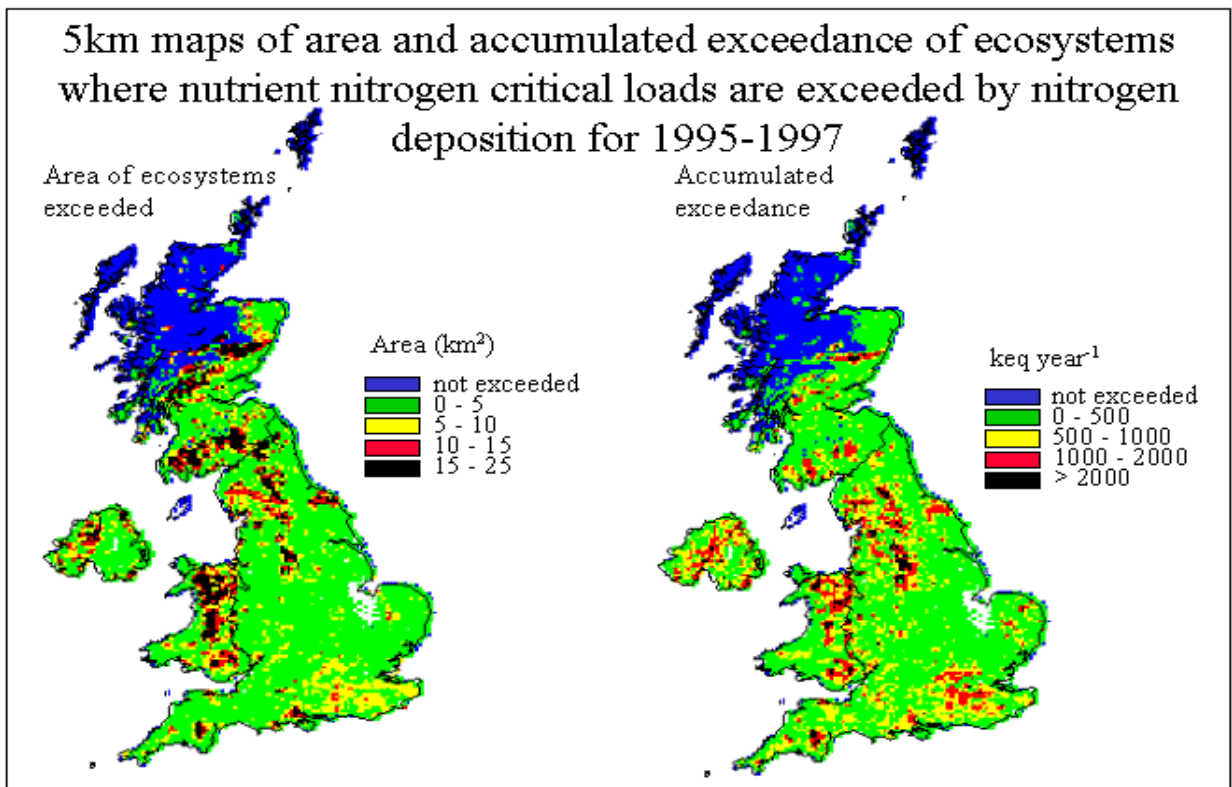 5km maps of area and accumulated exceedance of ecosystems
where nutrient nitrogen critical loads are exceeded by nitrogen
deposition for 1995-1997
Area of ecosystems
exceeded
Area (km²)
not exceeded
0 - 5
5 - 10
10 - 15
15 - 25
Accumulated
exceedance
keq year⁻¹
not exceeded
0 - 500
500 - 1000
1000 - 2000
> 2000